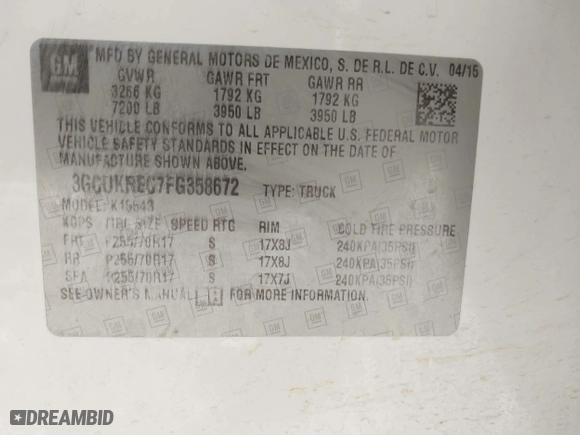 GM
MFD BY GENERAL MOTORS DE MEXICO, S. DE R.L. DE C.V. 04/15
GVWR GAWR FRT GAWR RR
3266 KG 1792 KG 1792 KG
7200 LB 3950 LB 3950 LB
THIS VEHICLE CONFORMS TO ALL APPLICABLE U.S. FEDERAL MOTOR
VEHICLE SAFETY STANDARDS IN EFFECT ON THE DATE OF
MANUFACTURE SHOWN ABOVE.
3GCUKREC7FG358672 TYPE: TRUCK
MODEL: K15543
TIRE SIZE SPEED RTG RIM COLD TIRE PRESSURE
FRT P255/70R17 S 17X8J 240KPA(35PSI)
RR P255/70R17 S 17X8J 240KPA(35PSI)
SPA P255/70R17 S 17X7J 240KPA(35PSI)
SEE OWNER'S MANUAL FOR MORE INFORMATION.
DREAMBID